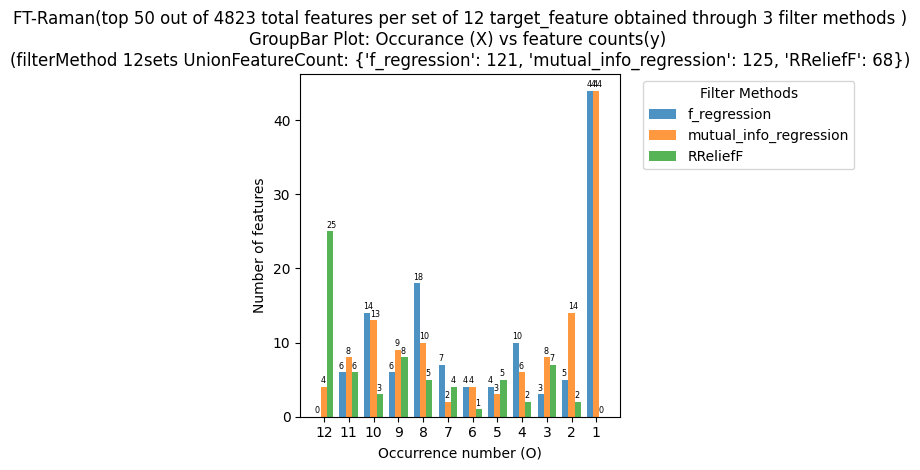 FT-Raman(top 50 out of 4823 total features per set of 12 target_feature obtained through 3 filter methods )
GroupBar Plot: Occurance (X) vs feature counts(y)
(filterMethod 12sets UnionFeatureCount: {'f_regression': 121, 'mutual_info_regression': 125, 'RReliefF': 68})
Filter Methods
f_regression
mutual_info_regression
RReliefF
Number of features
40
30
20
10
0
0 4 25
6 8 6
14 13 3
6 9 8
18 10 5
7 2 4
4 4 1
4 3 5
10 6 2
3 8 7
5 14 2
44 44 0
12 11 10 9 8 7 6 5 4 3 2 1
Occurrence number (O)